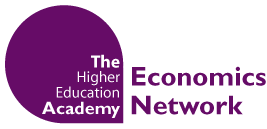 The
Higher
Education
Academy
Economics
Network